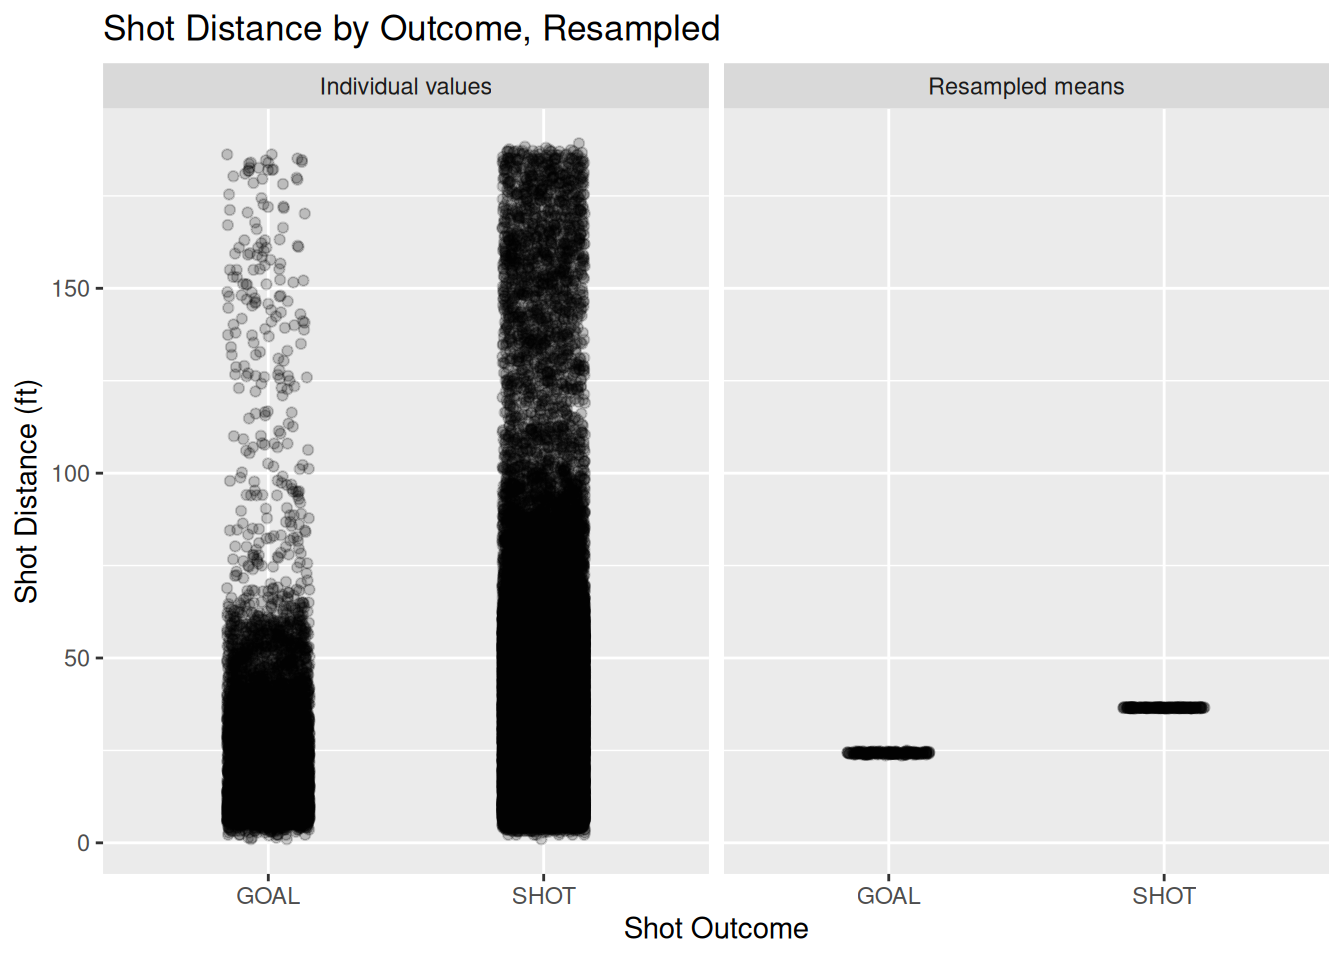 Shot Distance by Outcome, Resampled
Individual values
Resampled means
Shot Distance (ft)
150
100
50
0
GOAL
SHOT
GOAL
SHOT
Shot Outcome